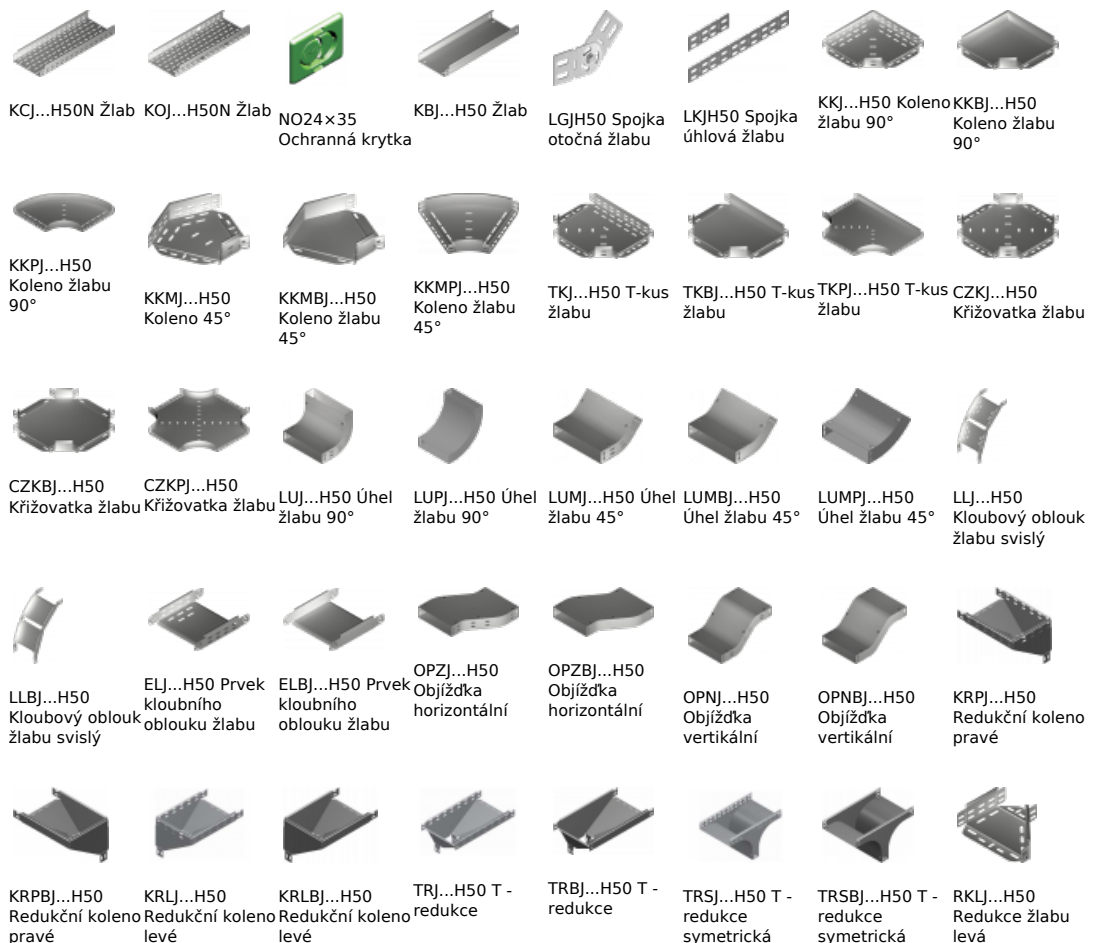 KCJ...H50N Žlab
KOJ...H50N Žlab
NO24×35
Ochranná krytka
KBJ...H50 Žlab
LGJH50 Spojka
otočná žlabu
LKJH50 Spojka
úhlová žlabu
KKJ...H50 Koleno
žlabu 90°
KKBJ...H50
Koleno žlabu
90°
KKPJ...H50
Koleno žlabu
90°
KKMJ...H50
Koleno 45°
KKMBJ...H50
Koleno žlabu
45°
KKMPJ...H50
Koleno žlabu
45°
TKJ...H50 T-kus
žlabu
TKBJ...H50 T-kus
žlabu
TKPJ...H50 T-kus
žlabu
CZKJ...H50
Křižovatka žlabu
CZKBJ...H50
Křižovatka žlabu
CZKPJ...H50
Křižovatka žlabu
LUJ...H50 Úhel
žlabu 90°
LUPJ...H50 Úhel
žlabu 90°
LUMJ...H50 Úhel
žlabu 45°
LUMBJ...H50
Úhel žlabu 45°
LUMPJ...H50
Úhel žlabu 45°
LLJ...H50
Kloubový oblouk
žlabu svislý
LLBJ...H50
Kloubový oblouk
žlabu svislý
ELJ...H50 Prvek
kloubního
oblouku žlabu
ELBJ...H50 Prvek
kloubního
oblouku žlabu
OPZJ...H50
Objížďka
horizontální
OPZBJ...H50
Objížďka
horizontální
OPNJ...H50
Objížďka
vertikální
OPNBJ...H50
Objížďka
vertikální
KRPJ...H50
Redukční koleno
pravé
KRPBJ...H50
Redukční koleno
pravé
KRLJ...H50
Redukční koleno
levé
KRLBJ...H50
Redukční koleno
levé
TRJ...H50 T -
redukce
TRBJ...H50 T -
redukce
TRSJ...H50 T -
redukce
symetrická
TRSBJ...H50 T -
redukce
symetrická
RKLJ...H50
Redukce žlabu
levá